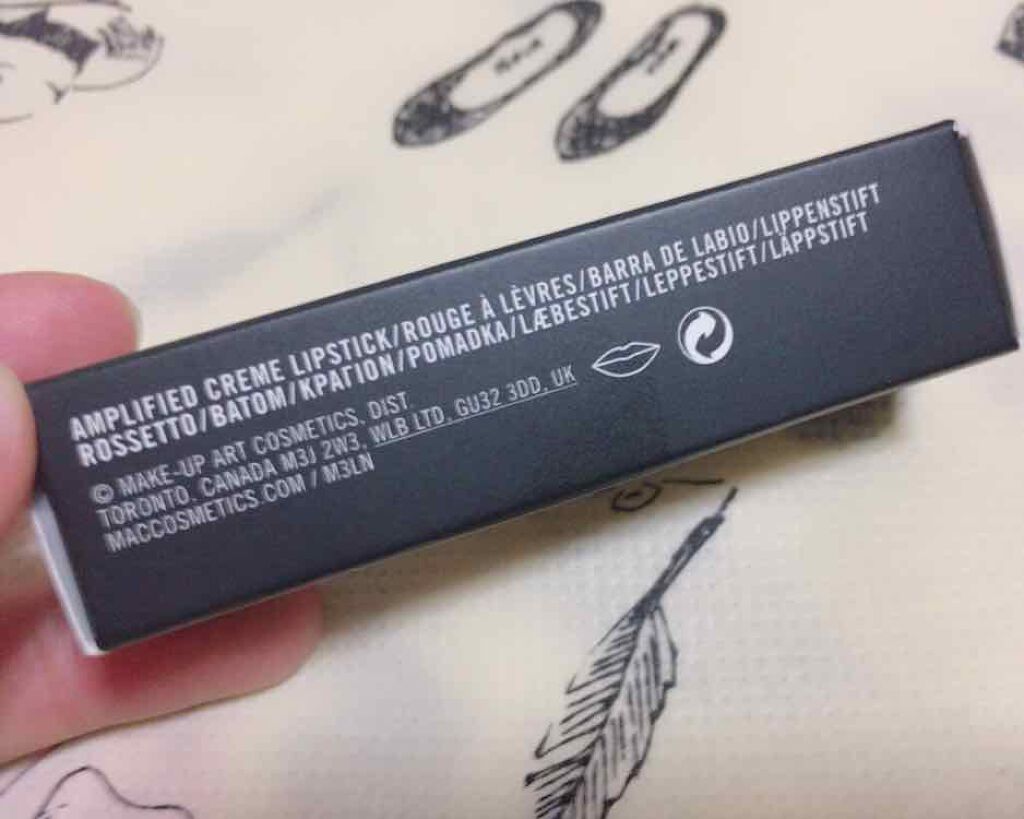 AMPLIFIED CREME LIPSTICK/ROUGE À LÈVRES/BARRA DE LABIO/LIPPENSTIFT
ROSSETTO/BATOM/ΚΡΑΓΙΟΝ/POMADKA/LÆBESTIFT/LEPPESTIFT/LÄPPSTIFT
© MAKE-UP ART COSMETICS, DIST
TORONTO, CANADA M3J 2W3, WLB LTD, GU32 3DD, UK
MACCOSMETICS.COM / M3LN